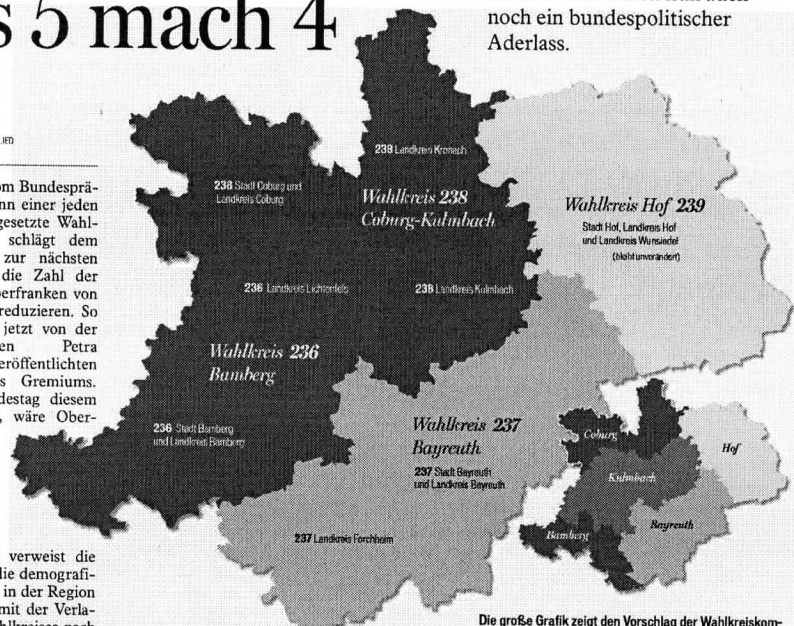 s 5 mach 4
noch ein bundespolitischer
Aderlass.
om Bundesprä-
nn einer jeden
gesetzte Wahl-
schlägt dem
zur nächsten
die Zahl der
erfranken von
reduzieren. So
jetzt von der
en Petra
eröffentlichten
s Gremiums.
destag diesem
, wäre Ober-
verweist die
die demografi-
in der Region
mit der Verla-
238 Landkreis Kronach
238 Stadt Coburg und
Landkreis Coburg
Wahlkreis 238
Coburg-Kulmbach
Wahlkreis Hof 239
Stadt Hof, Landkreis Hof
und Landkreis Wunsiedel
(bleibt unverändert)
236 Landkreis Lichtenfels
238 Landkreis Kulmbach
Wahlkreis 236
Bamberg
236 Stadt Bamberg
und Landkreis Bamberg
Wahlkreis 237
Bayreuth
237 Stadt Bayreuth
und Landkreis Bayreuth
237 Landkreis Forchheim
Coburg
Hof
Kulmbach
Bayreuth
Bamberg
Die große Grafik zeigt den Vorschlag der Wahlkreiskom-